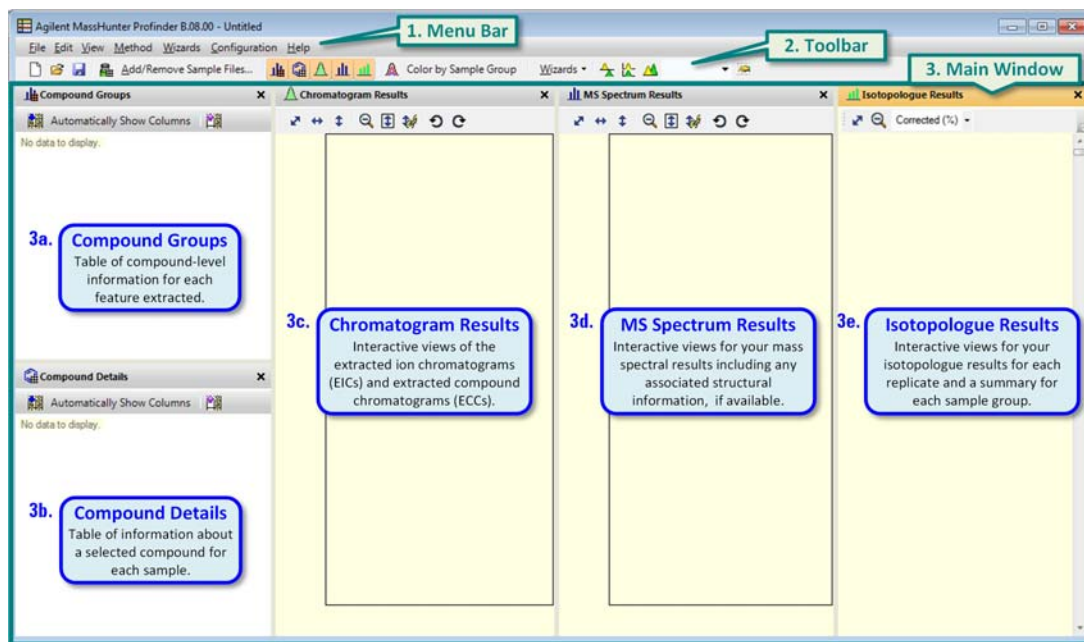 Agilent MassHunter Profinder B.08.00 - Untitled
File Edit View Method Wizards Configuration Help
1. Menu Bar
2. Toolbar
Add/Remove Sample Files...
Color by Sample Group
Wizards
3. Main Window
Compound Groups
Chromatogram Results
MS Spectrum Results
Isotopologue Results
Automatically Show Columns
Corrected (%)
No data to display.
3a. Compound Groups
Table of compound-level
information for each
feature extracted.
3c. Chromatogram Results
Interactive views of the
extracted ion chromatograms
(EICs) and extracted compound
chromatograms (ECCs).
3d. MS Spectrum Results
Interactive views for your mass
spectral results including any
associated structural
information, if available.
3e. Isotopologue Results
Interactive views for your
isotopologue results for each
replicate and a summary for
each sample group.
Compound Details
Automatically Show Columns
No data to display.
3b. Compound Details
Table of information about
a selected compound for
each sample.